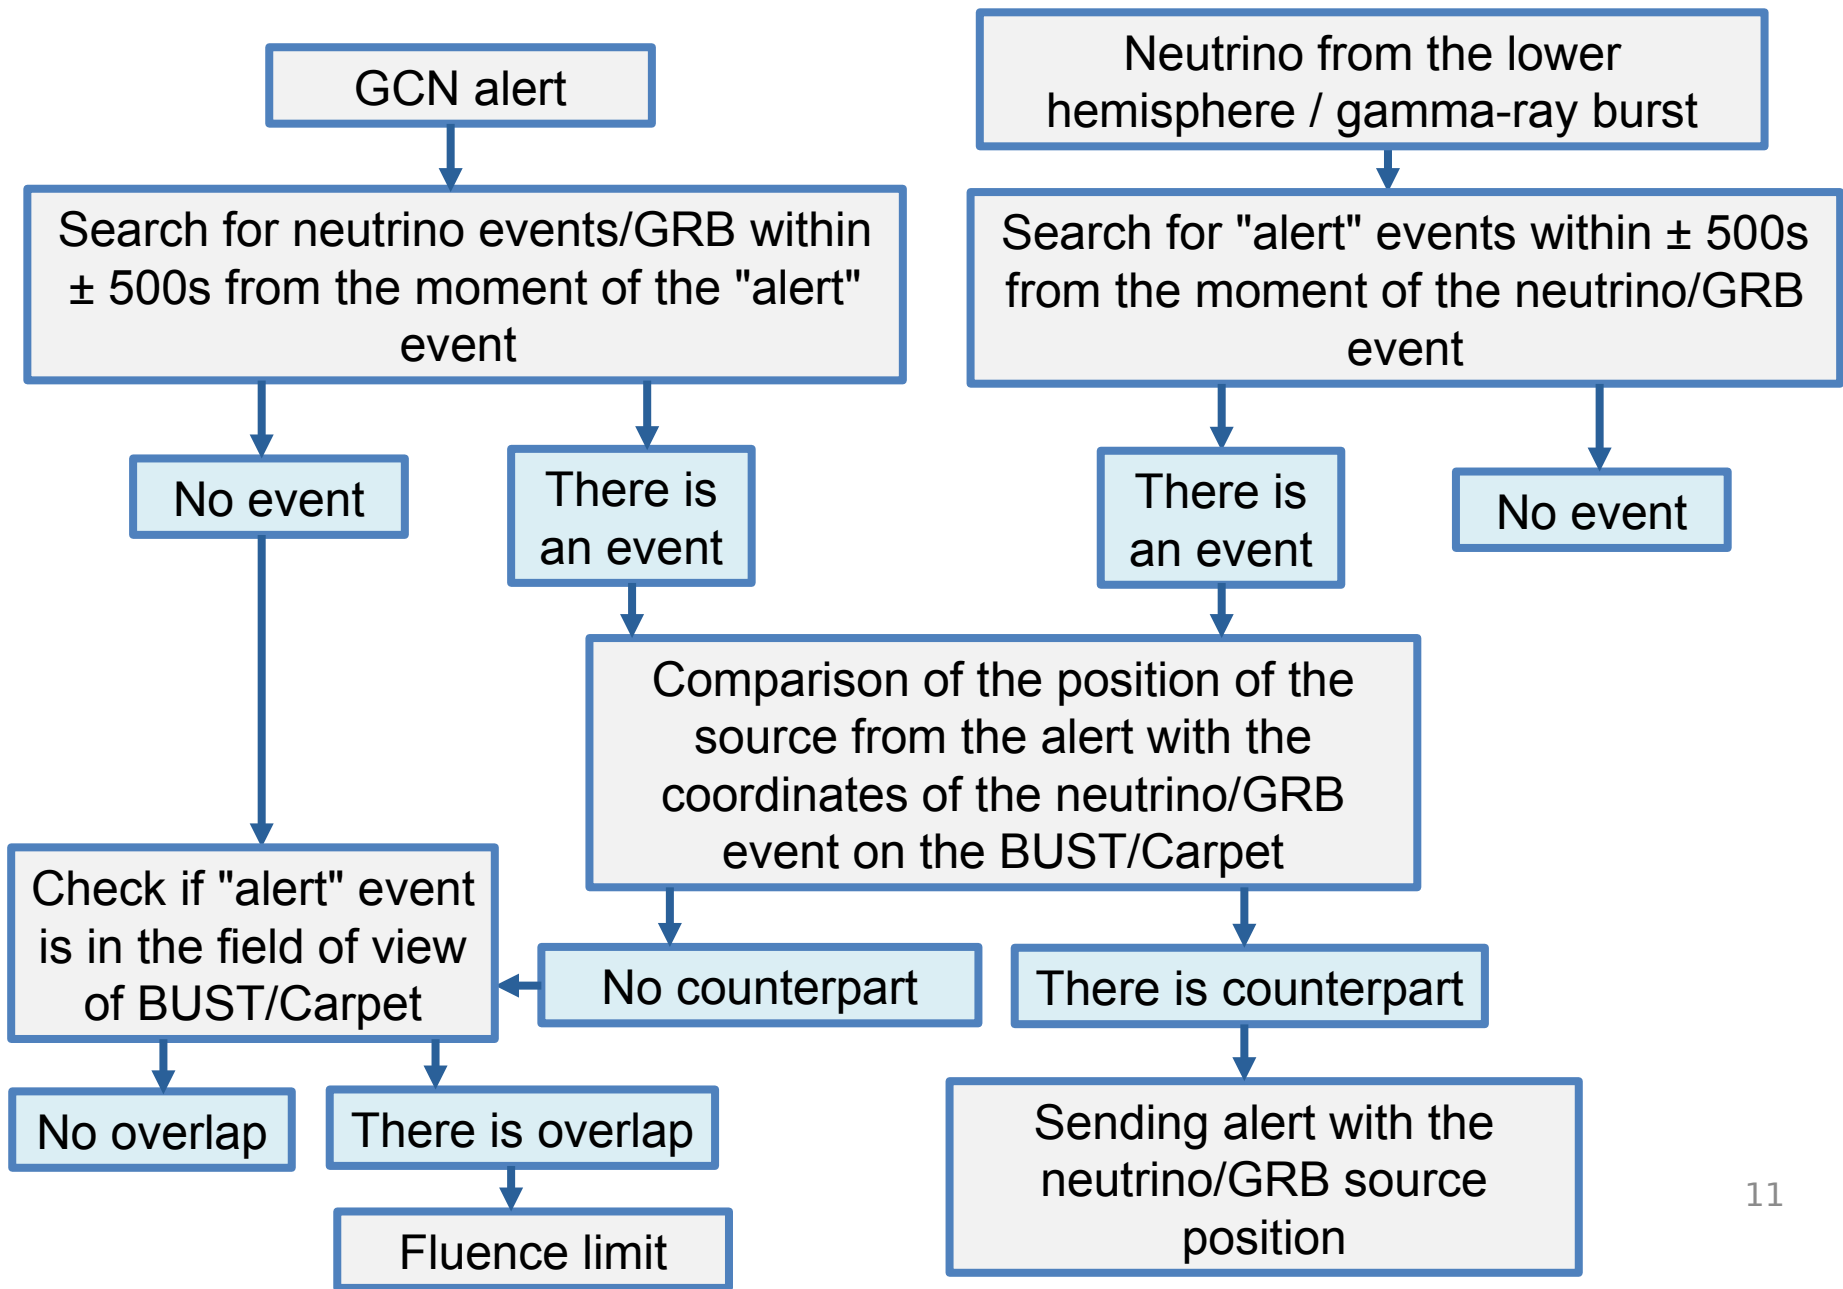 GCN alert
Neutrino from the lower
hemisphere / gamma-ray burst
Search for neutrino events/GRB within
± 500s from the moment of the "alert"
event
Search for "alert" events within ± 500s
from the moment of the neutrino/GRB
event
No event
There is
an event
There is
an event
No event
Comparison of the position of the
source from the alert with the
coordinates of the neutrino/GRB
event on the BUST/Carpet
Check if "alert" event
is in the field of view
of BUST/Carpet
No counterpart
There is counterpart
No overlap
There is overlap
Sending alert with the
neutrino/GRB source
position
Fluence limit
11